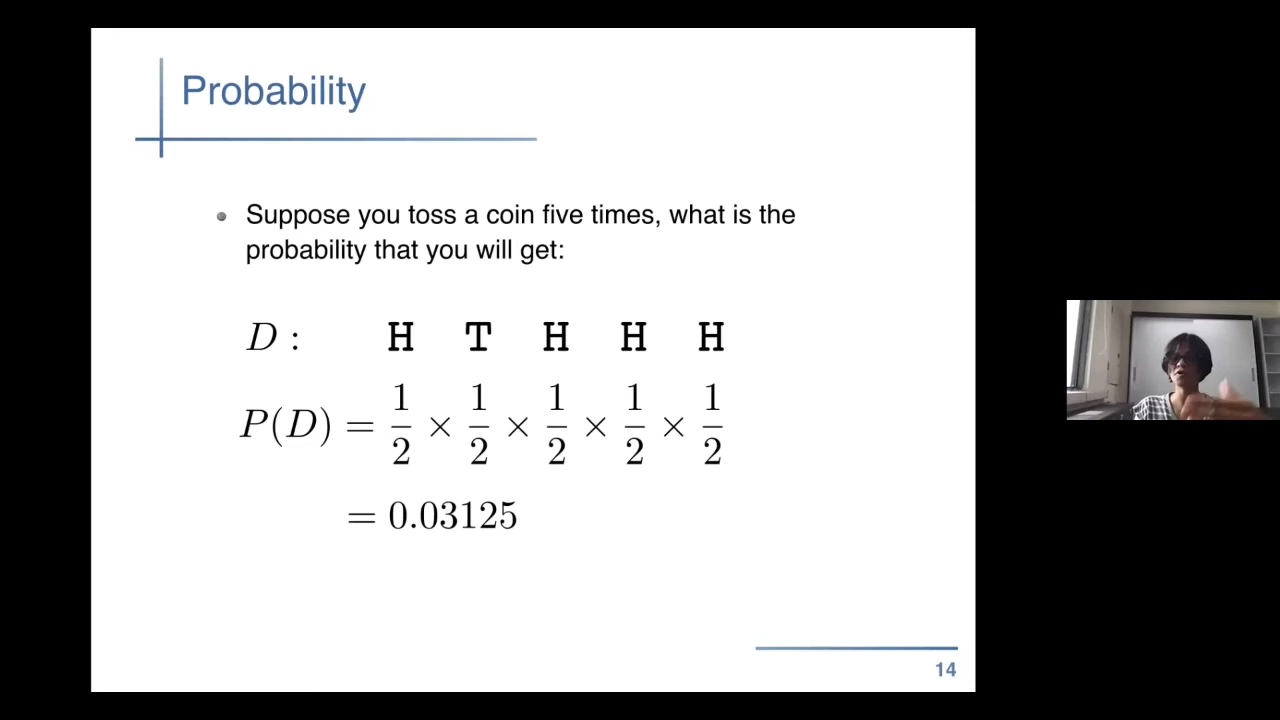 Probability
Suppose you toss a coin five times, what is the
probability that you will get:
D : H T H H H
P(D) = 1/2 × 1/2 × 1/2 × 1/2 × 1/2
= 0.03125
14